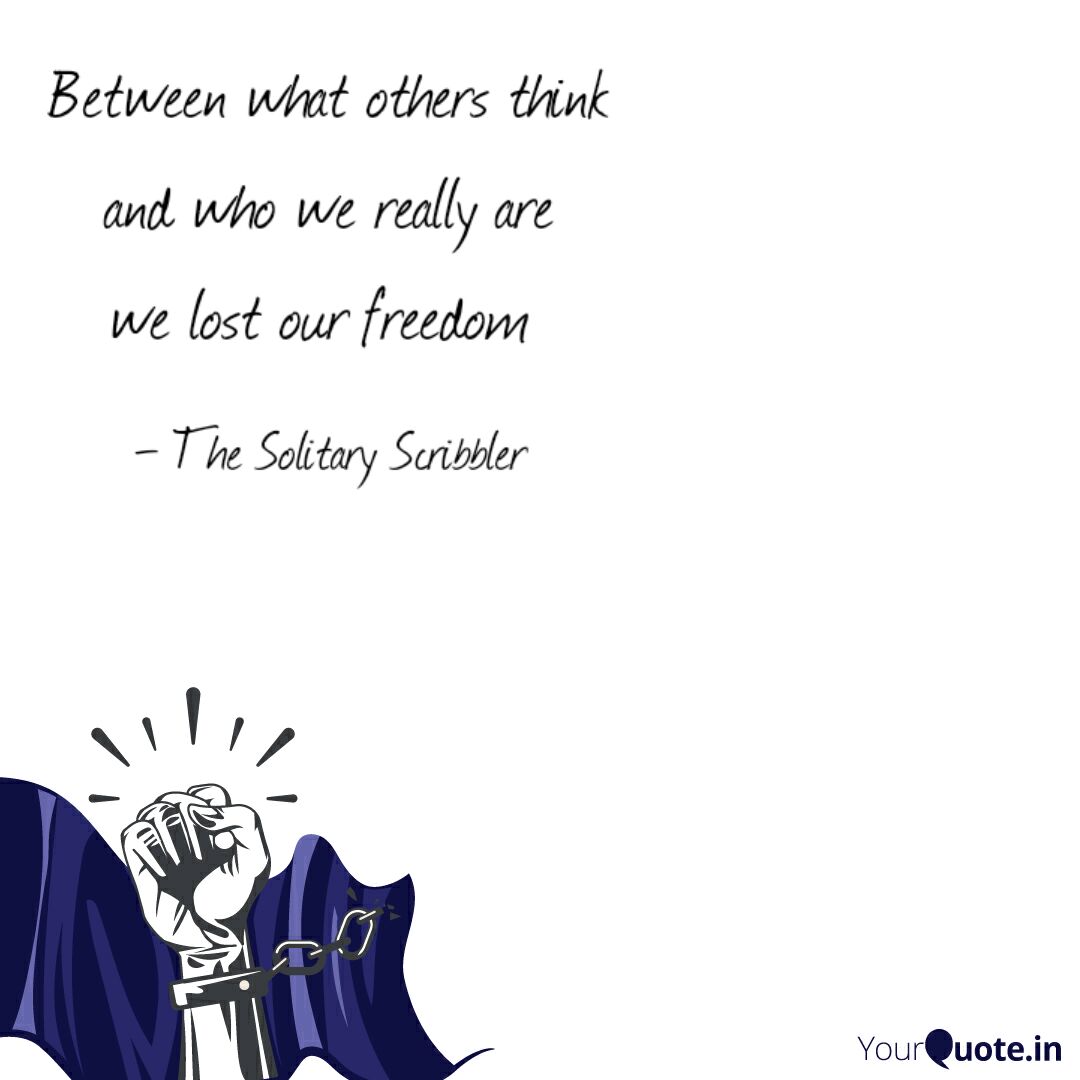 Between what others think
and who we really are
we lost our freedom
- The Solitary Scribbler
YourQuote.in